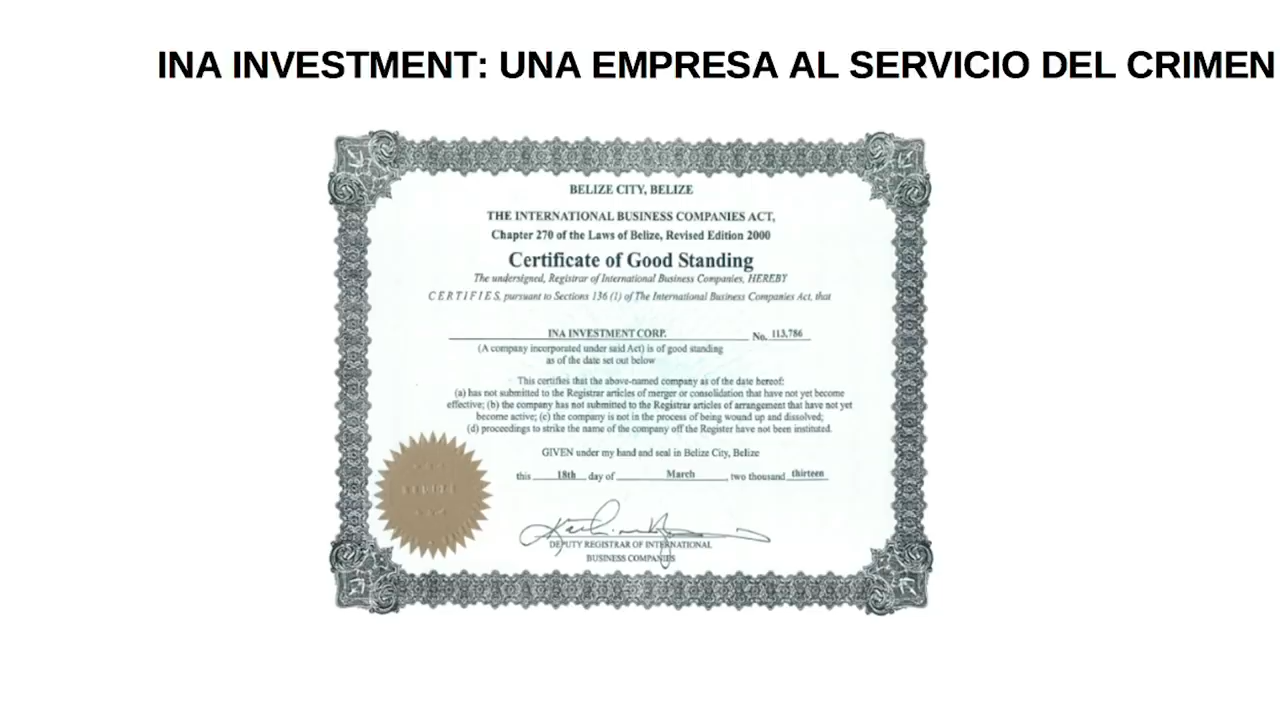 INA INVESTMENT: UNA EMPRESA AL SERVICIO DEL CRIMEN
BELIZE CITY, BELIZE
THE INTERNATIONAL BUSINESS COMPANIES ACT,
Chapter 270 of the Laws of Belize, Revised Edition 2000
Certificate of Good Standing
The undersigned, Registrar of International Business Companies, HEREBY
CERTIFIES, pursuant to Sections 136 (1) of The International Business Companies Act, that
INA INVESTMENT CORP. No. 113,786
(A company incorporated under said Act) is of good standing
as of the date set out below
This certifies that the above-named company as of the date hereof:
(a) has not submitted to the Registrar articles of merger or consolidation that have not yet become
effective; (b) the company has not submitted to the Registrar articles of arrangement that have not yet
become active; (c) the company is not in the process of being wound up and dissolved;
(d) proceedings to strike the name of the company off the Register have not been instituted.
GIVEN under my hand and seal in Belize City, Belize
this 18th day of March, two thousand thirteen
DEPUTY REGISTRAR OF INTERNATIONAL
BUSINESS COMPANIES